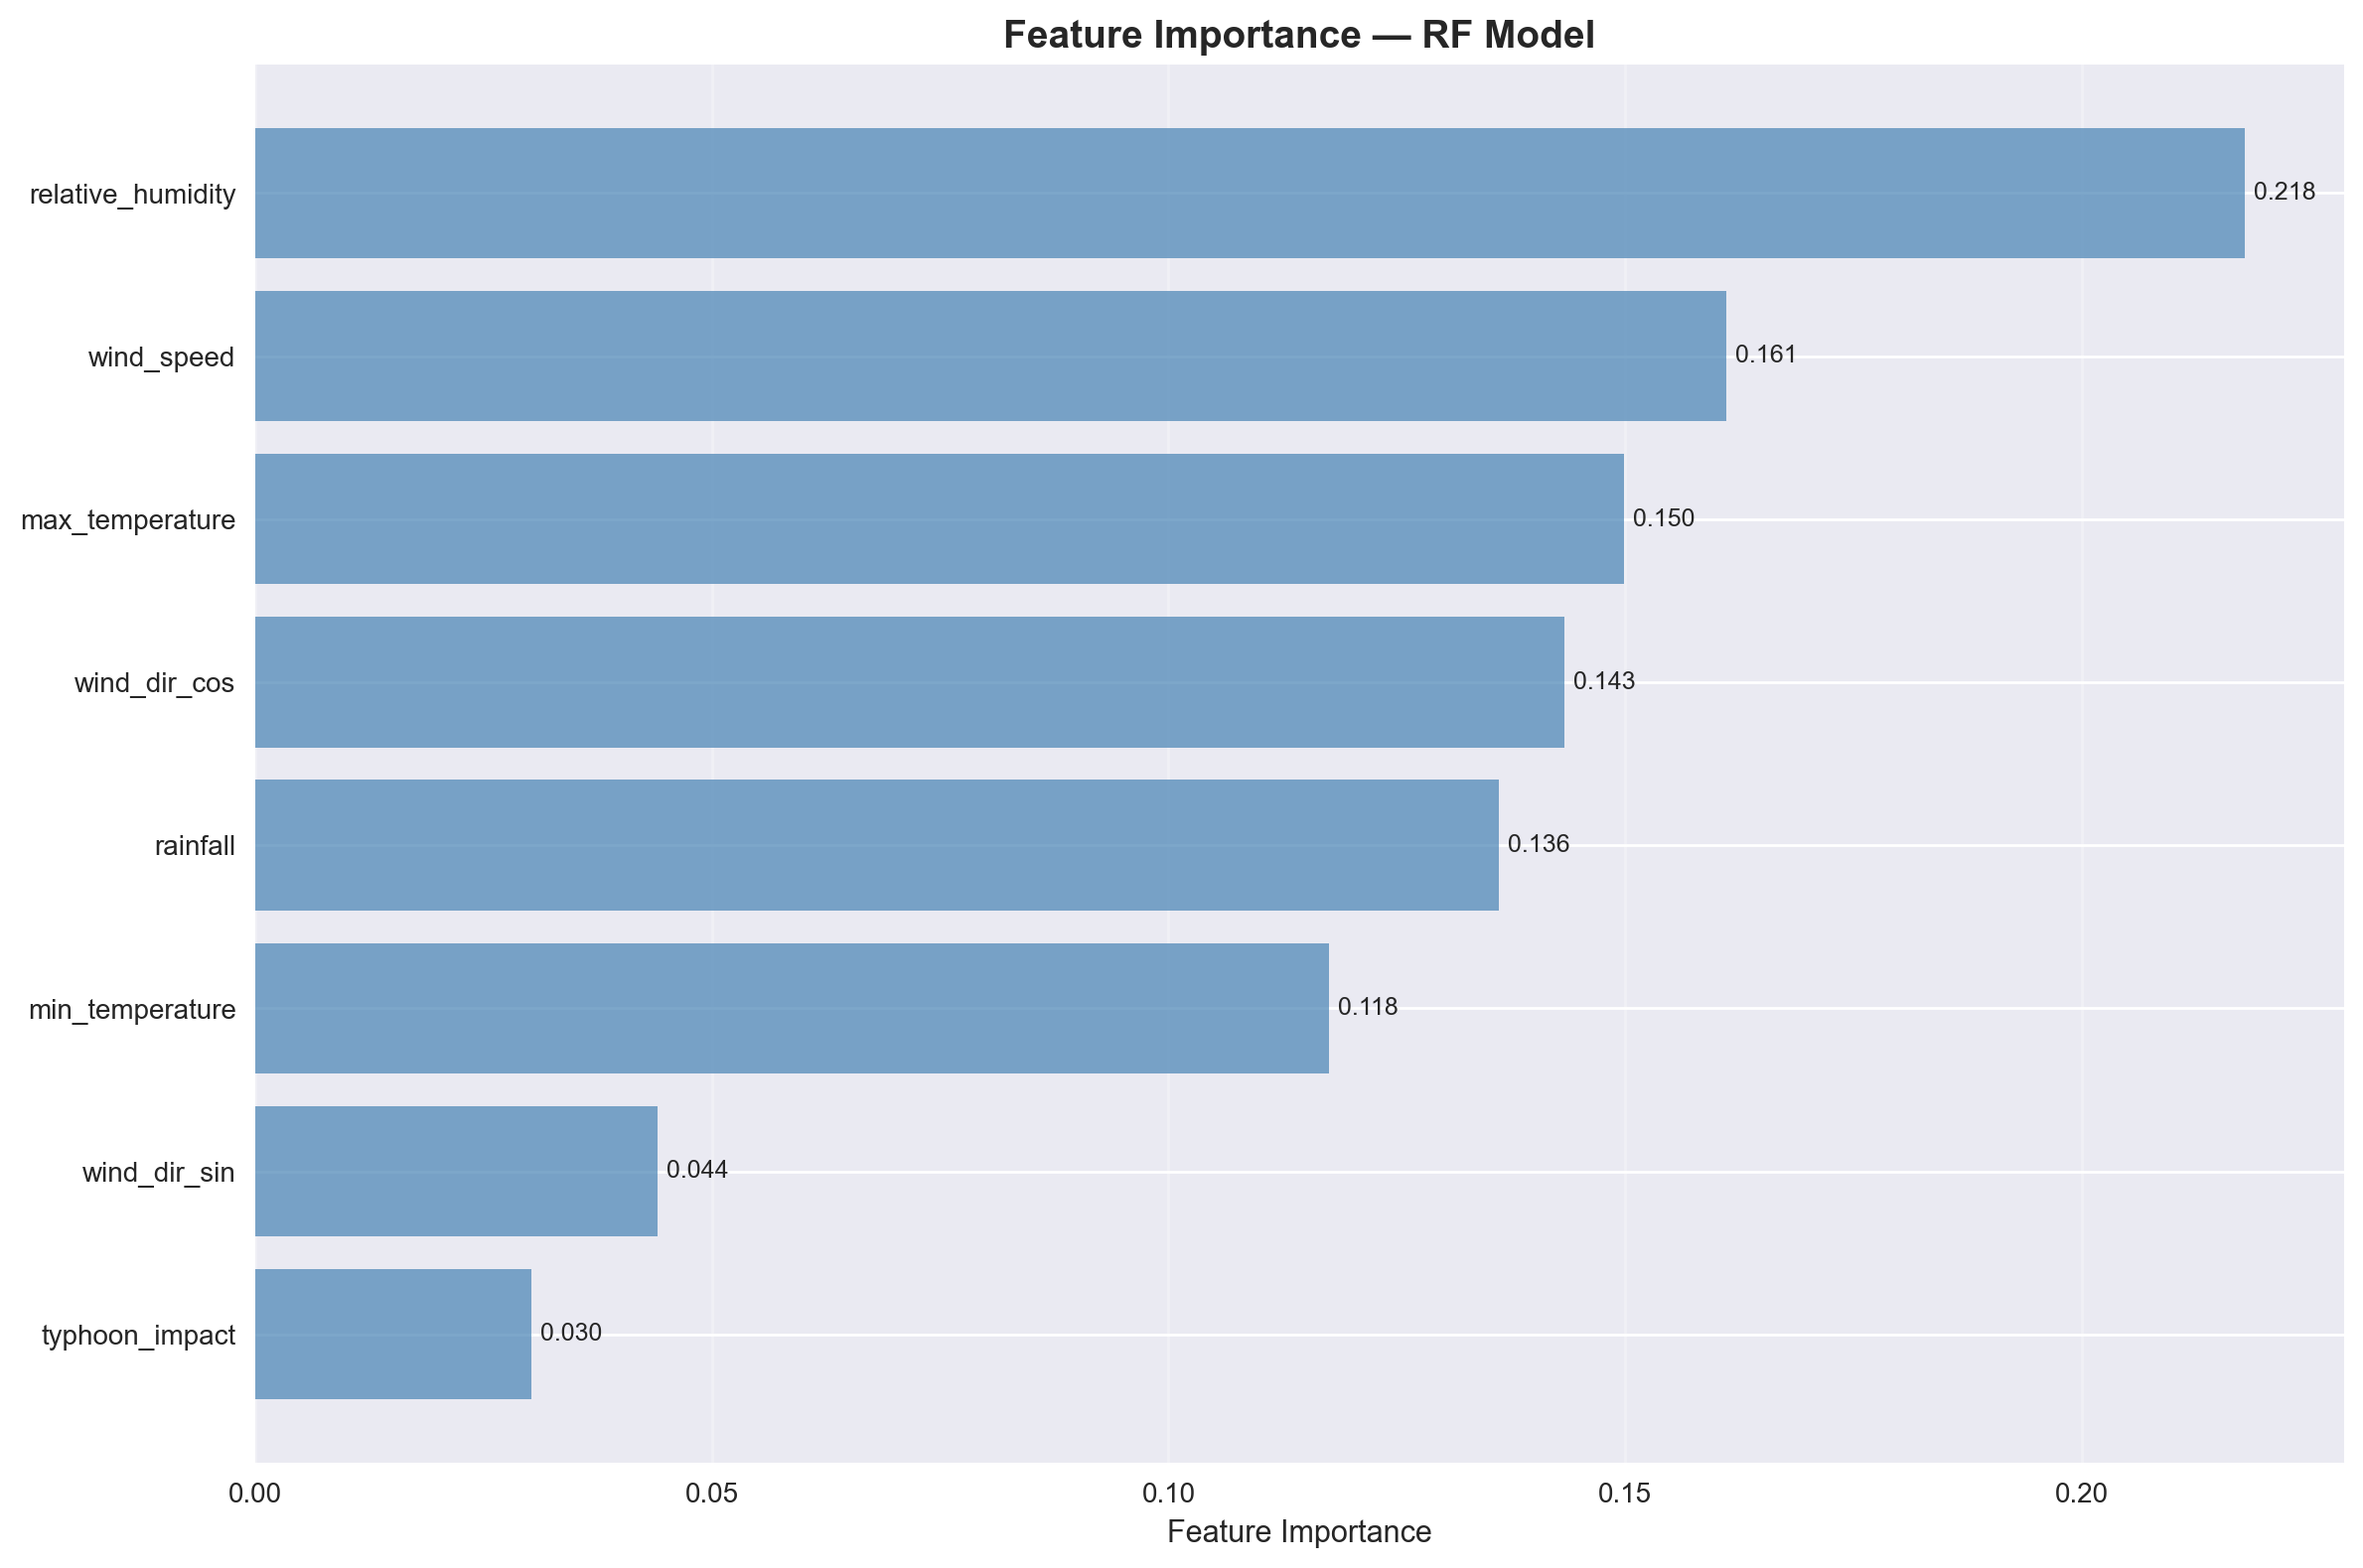 Feature Importance — RF Model
relative_humidity
0.218
wind_speed
0.161
max_temperature
0.150
wind_dir_cos
0.143
rainfall
0.136
min_temperature
0.118
wind_dir_sin
0.044
typhoon_impact
0.030
0.00 0.05 0.10 0.15 0.20
Feature Importance